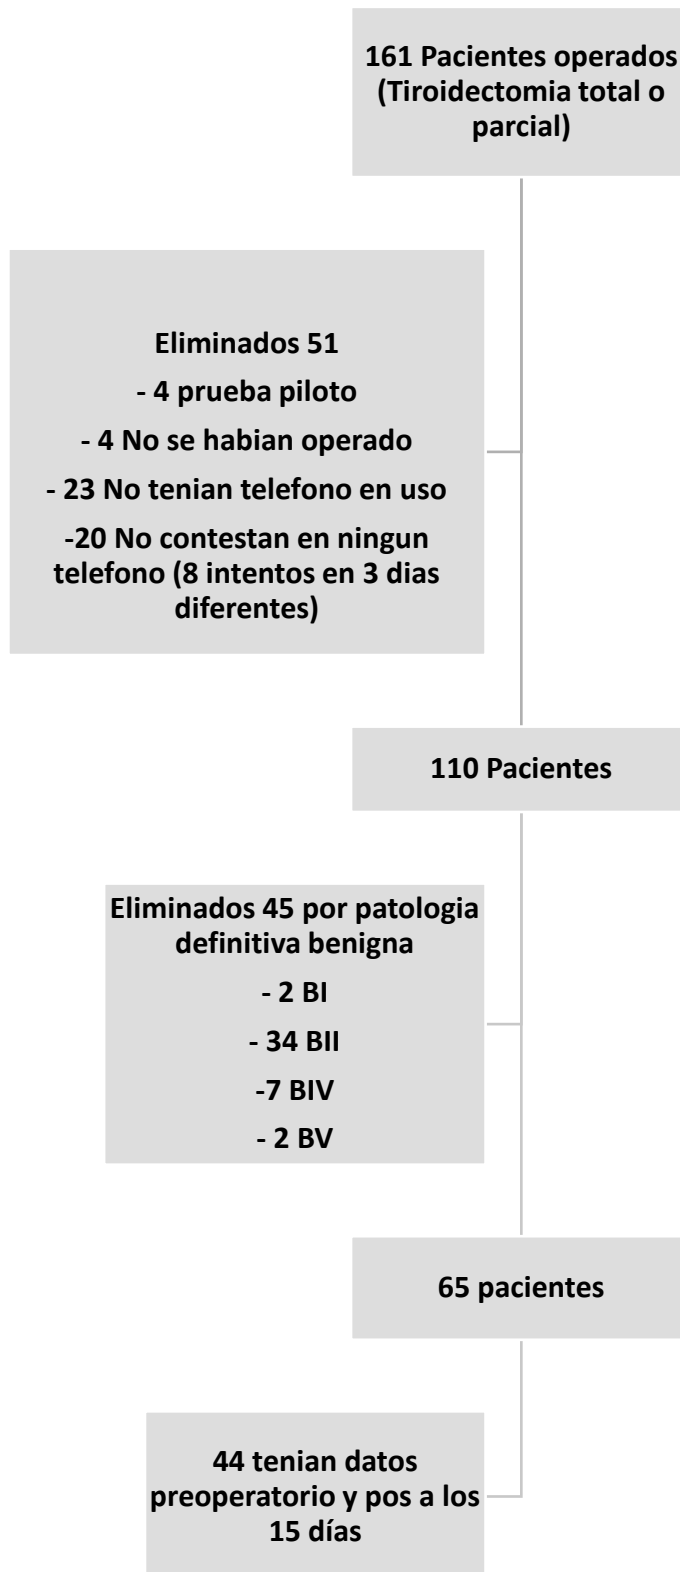 161 Pacientes operados
(Tiroidectomia total o
parcial)
Eliminados 51
- 4 prueba piloto
- 4 No se habian operado
- 23 No tenian telefono en uso
-20 No contestan en ningun
telefono (8 intentos en 3 dias
diferentes)
110 Pacientes
Eliminados 45 por patologia
definitiva benigna
- 2 BI
- 34 BII
-7 BIV
- 2 BV
65 pacientes
44 tenian datos
preoperatorio y pos a los
15 días